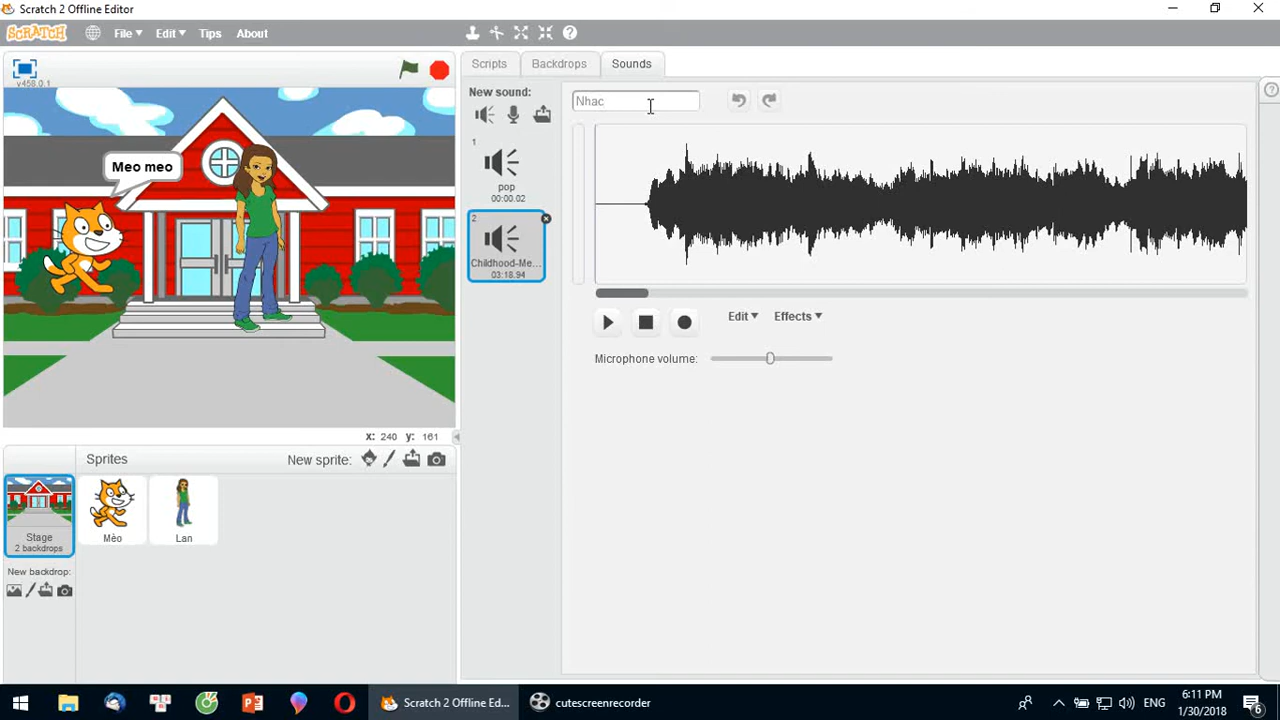 Scratch 2 Offline Editor
SCRATCH File Edit Tips About
v458.0.1
Scripts Backdrops Sounds
New sound:
Nhac
1
pop
00:00.02
2
Childhood-Me...
03:18.94
Meo meo
Edit Effects
Microphone volume:
x: 240 y: 161
Sprites New sprite:
Stage
2 backdrops
Mèo
Lan
New backdrop:
Scratch 2 Offline Ed...
cutescreenrecorder
ENG
6:11 PM
1/30/2018
6